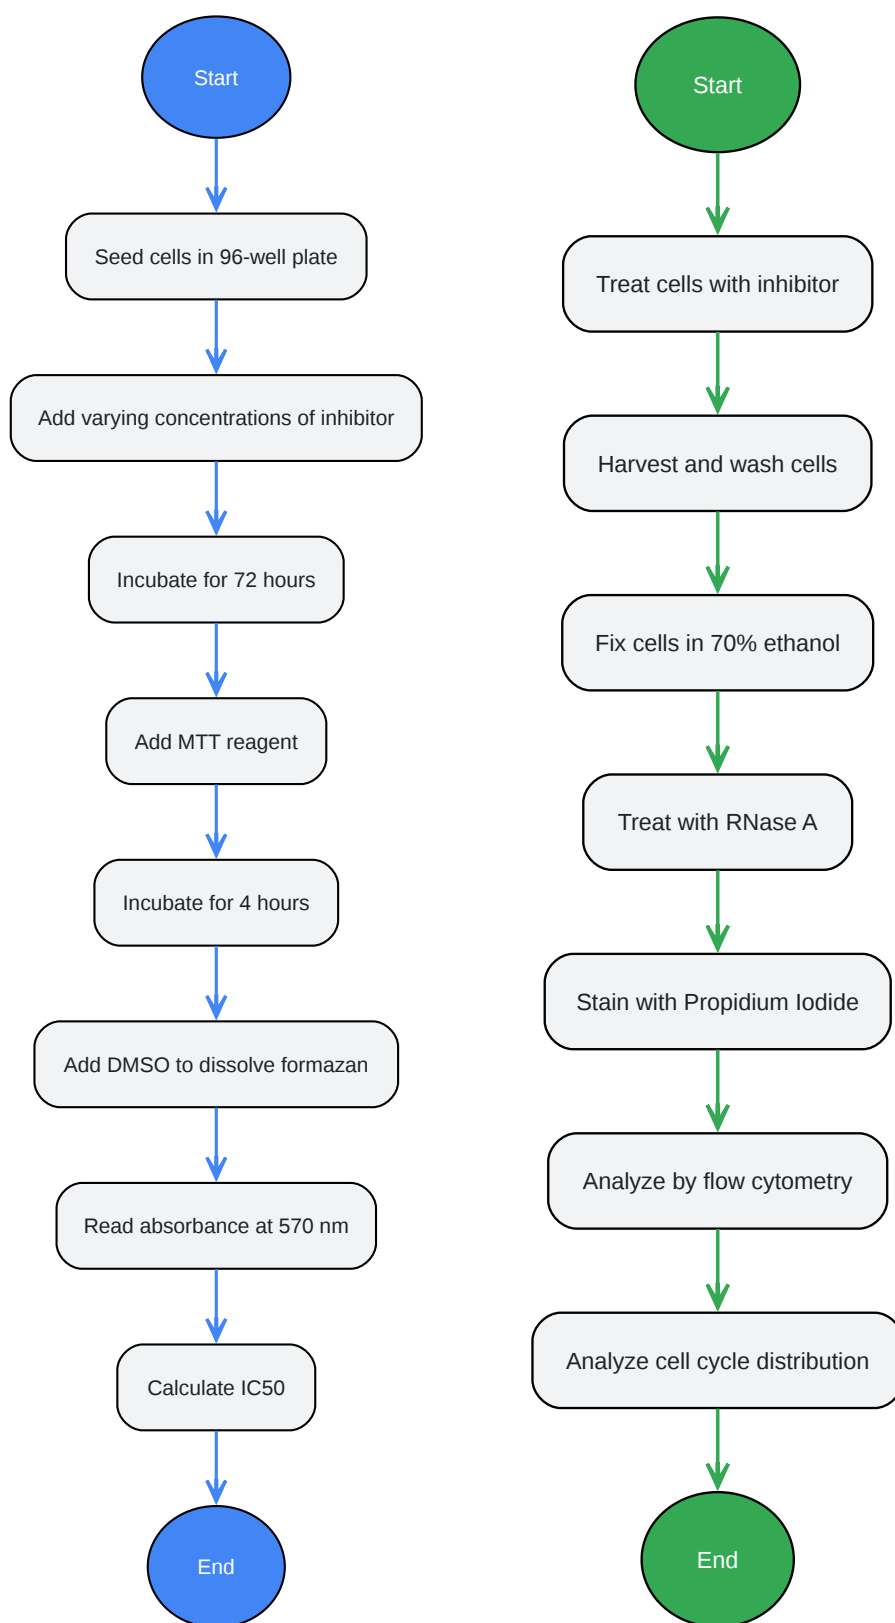 Start
Seed cells in 96-well plate
Add varying concentrations of inhibitor
Incubate for 72 hours
Add MTT reagent
Incubate for 4 hours
Add DMSO to dissolve formazan
Read absorbance at 570 nm
Calculate IC50
End
Start
Treat cells with inhibitor
Harvest and wash cells
Fix cells in 70% ethanol
Treat with RNase A
Stain with Propidium Iodide
Analyze by flow cytometry
Analyze cell cycle distribution
End